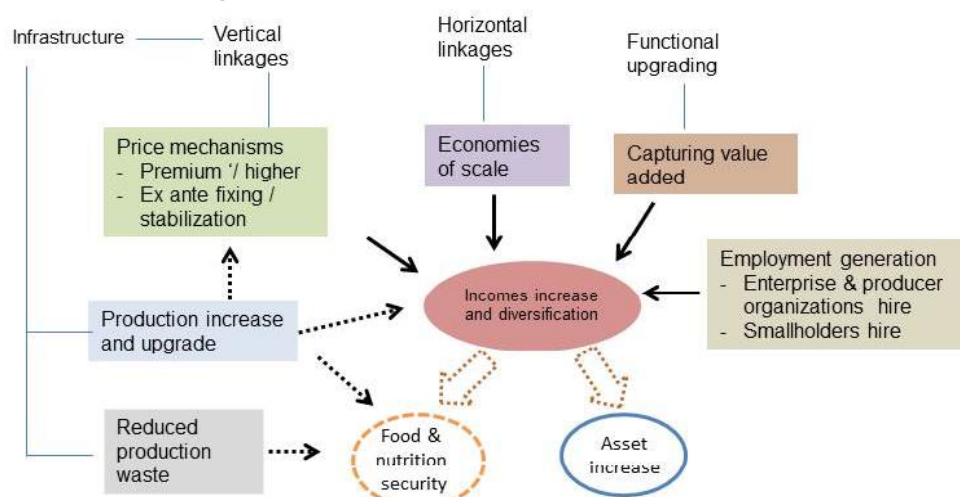 Infrastructure
Vertical
linkages
Horizontal
linkages
Functional
upgrading
Price mechanisms
- Premium ‘/ higher
- Ex ante fixing /
stabilization
Economies
of scale
Capturing value
added
Employment generation
- Enterprise & producer
organizations hire
- Smallholders hire
Incomes increase
and diversification
Production increase
and upgrade
Reduced
production
waste
Food &
nutrition
security
Asset
increase